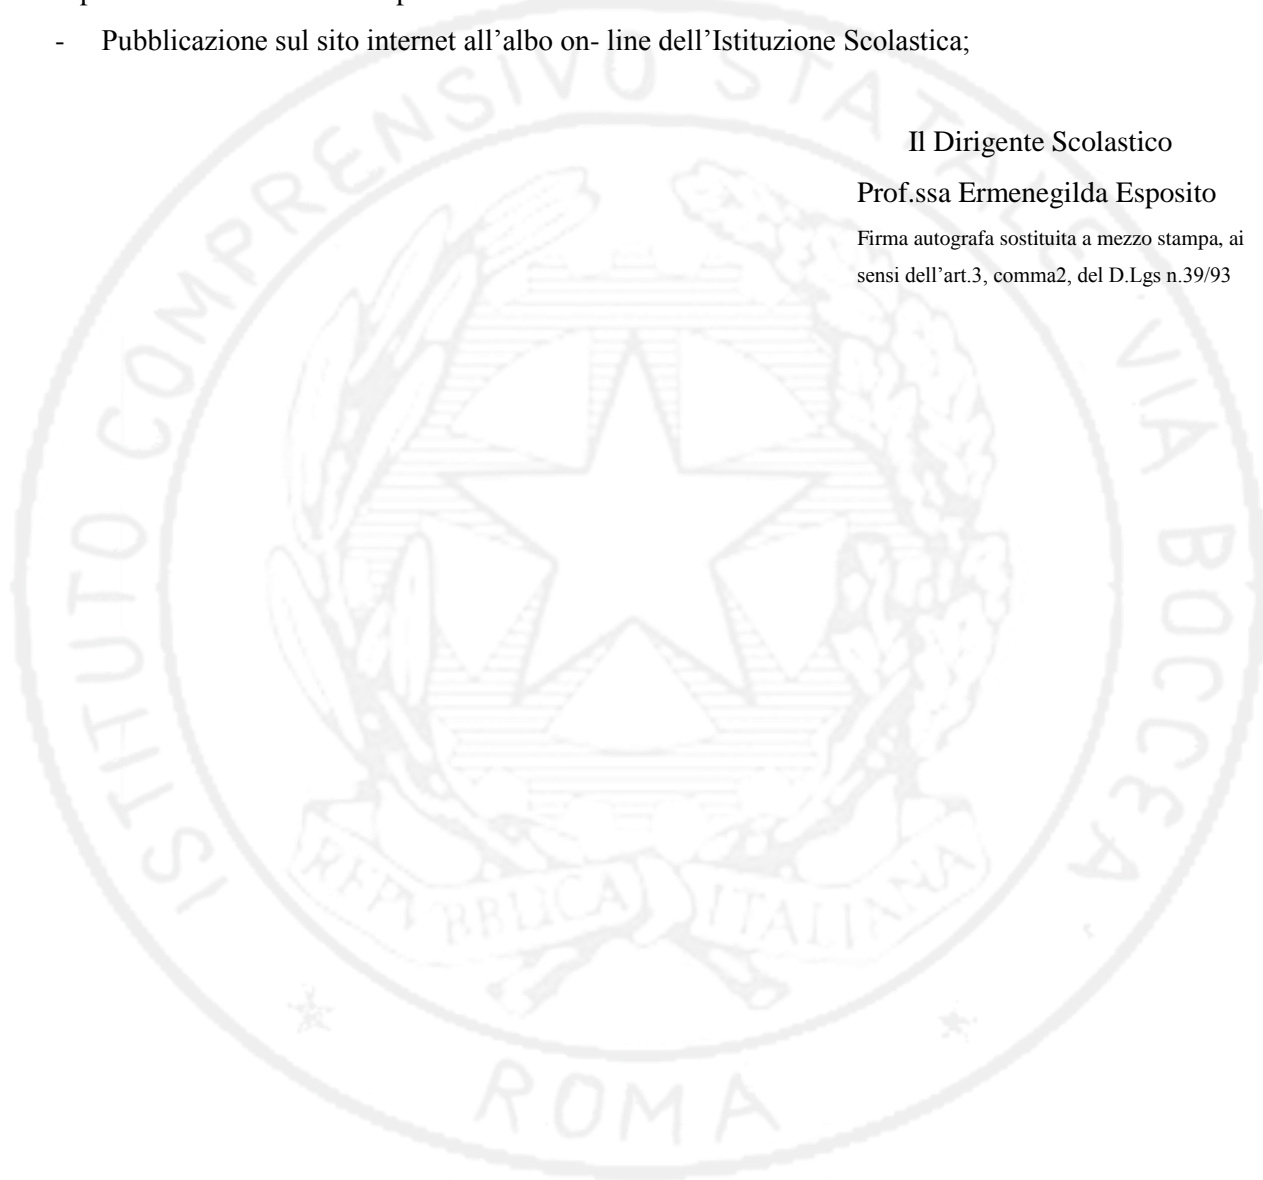 - Pubblicazione sul sito internet all’albo on- line dell’Istituzione Scolastica;
Il Dirigente Scolastico
Prof.ssa Ermenegilda Esposito
Firma autografa sostituita a mezzo stampa, ai
sensi dell’art.3, comma2, del D.Lgs n.39/93
ISTITUTO COMPRENSIVO STATALE VIA BOCCEA
REPVBBLICA ITALIANA
ROMA